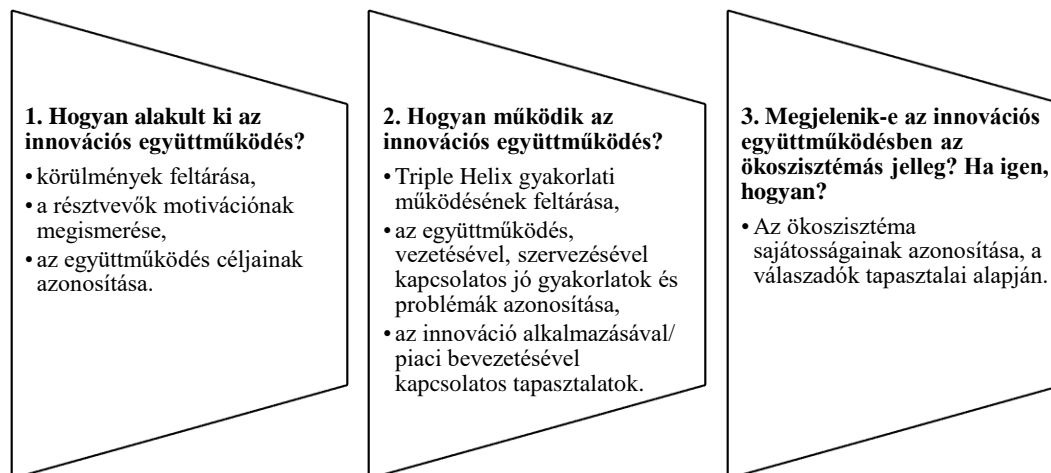 1. Hogyan alakult ki az
innovációs együttműködés?
• körülmények feltárása,
• a résztvevők motivációnak
megismerése,
• az együttműködés céljainak
azonosítása.
2. Hogyan működik az
innovációs együttműködés?
• Triple Helix gyakorlati
működésének feltárása,
• az együttműködés,
vezetésével, szervezésével
kapcsolatos jó gyakorlatok és
problémák azonosítása,
• az innováció alkalmazásával/
piaci bevezetésével
kapcsolatos tapasztalatok.
3. Megjelenik-e az innovációs
együttműködésben az
ökoszisztémás jelleg? Ha igen,
hogyan?
• Az ökoszisztéma
sajátosságainak azonosítása, a
válaszadók tapasztalai alapján.